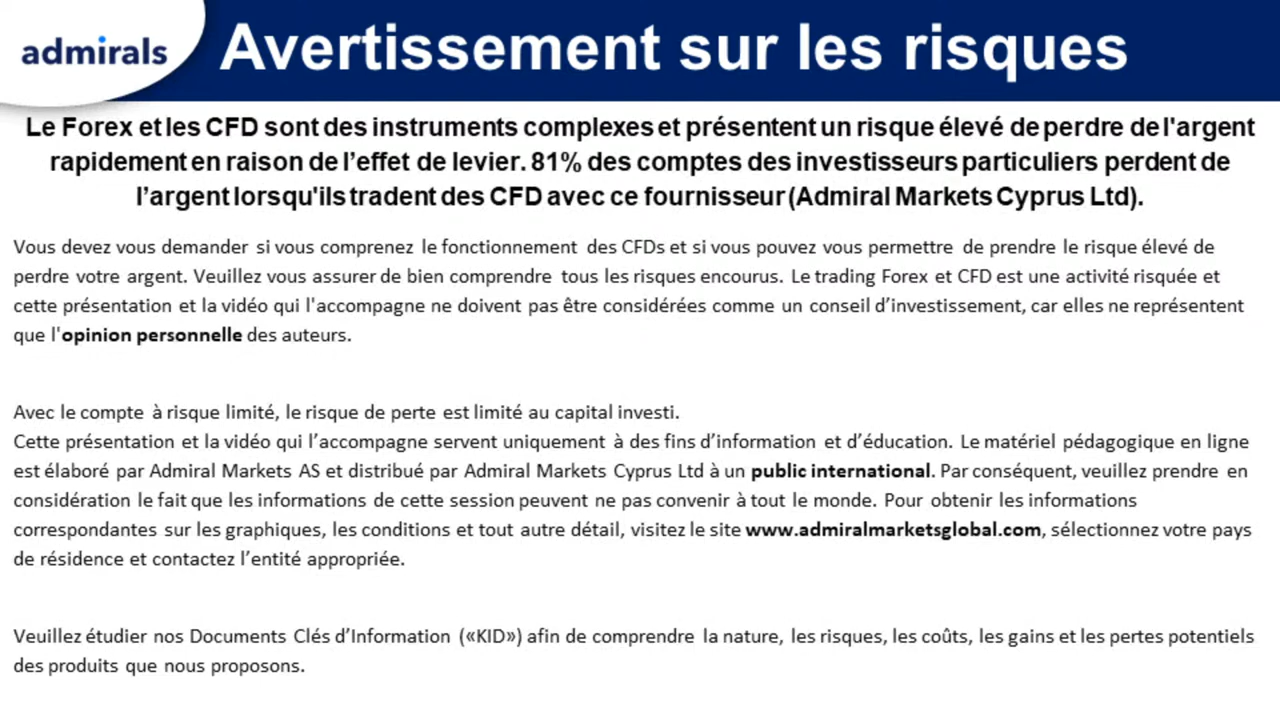 admirals
Avertissement sur les risques
Le Forex et les CFD sont des instruments complexes et présentent un risque élevé de perdre de l'argent
rapidement en raison de l’effet de levier. 81% des comptes des investisseurs particuliers perdent de
l’argent lorsqu'ils tradent des CFD avec ce fournisseur (Admiral Markets Cyprus Ltd).
Vous devez vous demander si vous comprenez le fonctionnement des CFDs et si vous pouvez vous permettre de prendre le risque élevé de
perdre votre argent. Veuillez vous assurer de bien comprendre tous les risques encourus. Le trading Forex et CFD est une activité risquée et
cette présentation et la vidéo qui l'accompagne ne doivent pas être considérées comme un conseil d’investissement, car elles ne représentent
que l'opinion personnelle des auteurs.
Avec le compte à risque limité, le risque de perte est limité au capital investi.
Cette présentation et la vidéo qui l’accompagne servent uniquement à des fins d’information et d’éducation. Le matériel pédagogique en ligne
est élaboré par Admiral Markets AS et distribué par Admiral Markets Cyprus Ltd à un public international. Par conséquent, veuillez prendre en
considération le fait que les informations de cette session peuvent ne pas convenir à tout le monde. Pour obtenir les informations
correspondantes sur les graphiques, les conditions et tout autre détail, visitez le site www.admiralmarketsglobal.com, sélectionnez votre pays
de résidence et contactez l’entité appropriée.
Veuillez étudier nos Documents Clés d’Information («KID») afin de comprendre la nature, les risques, les coûts, les gains et les pertes potentiels
des produits que nous proposons.